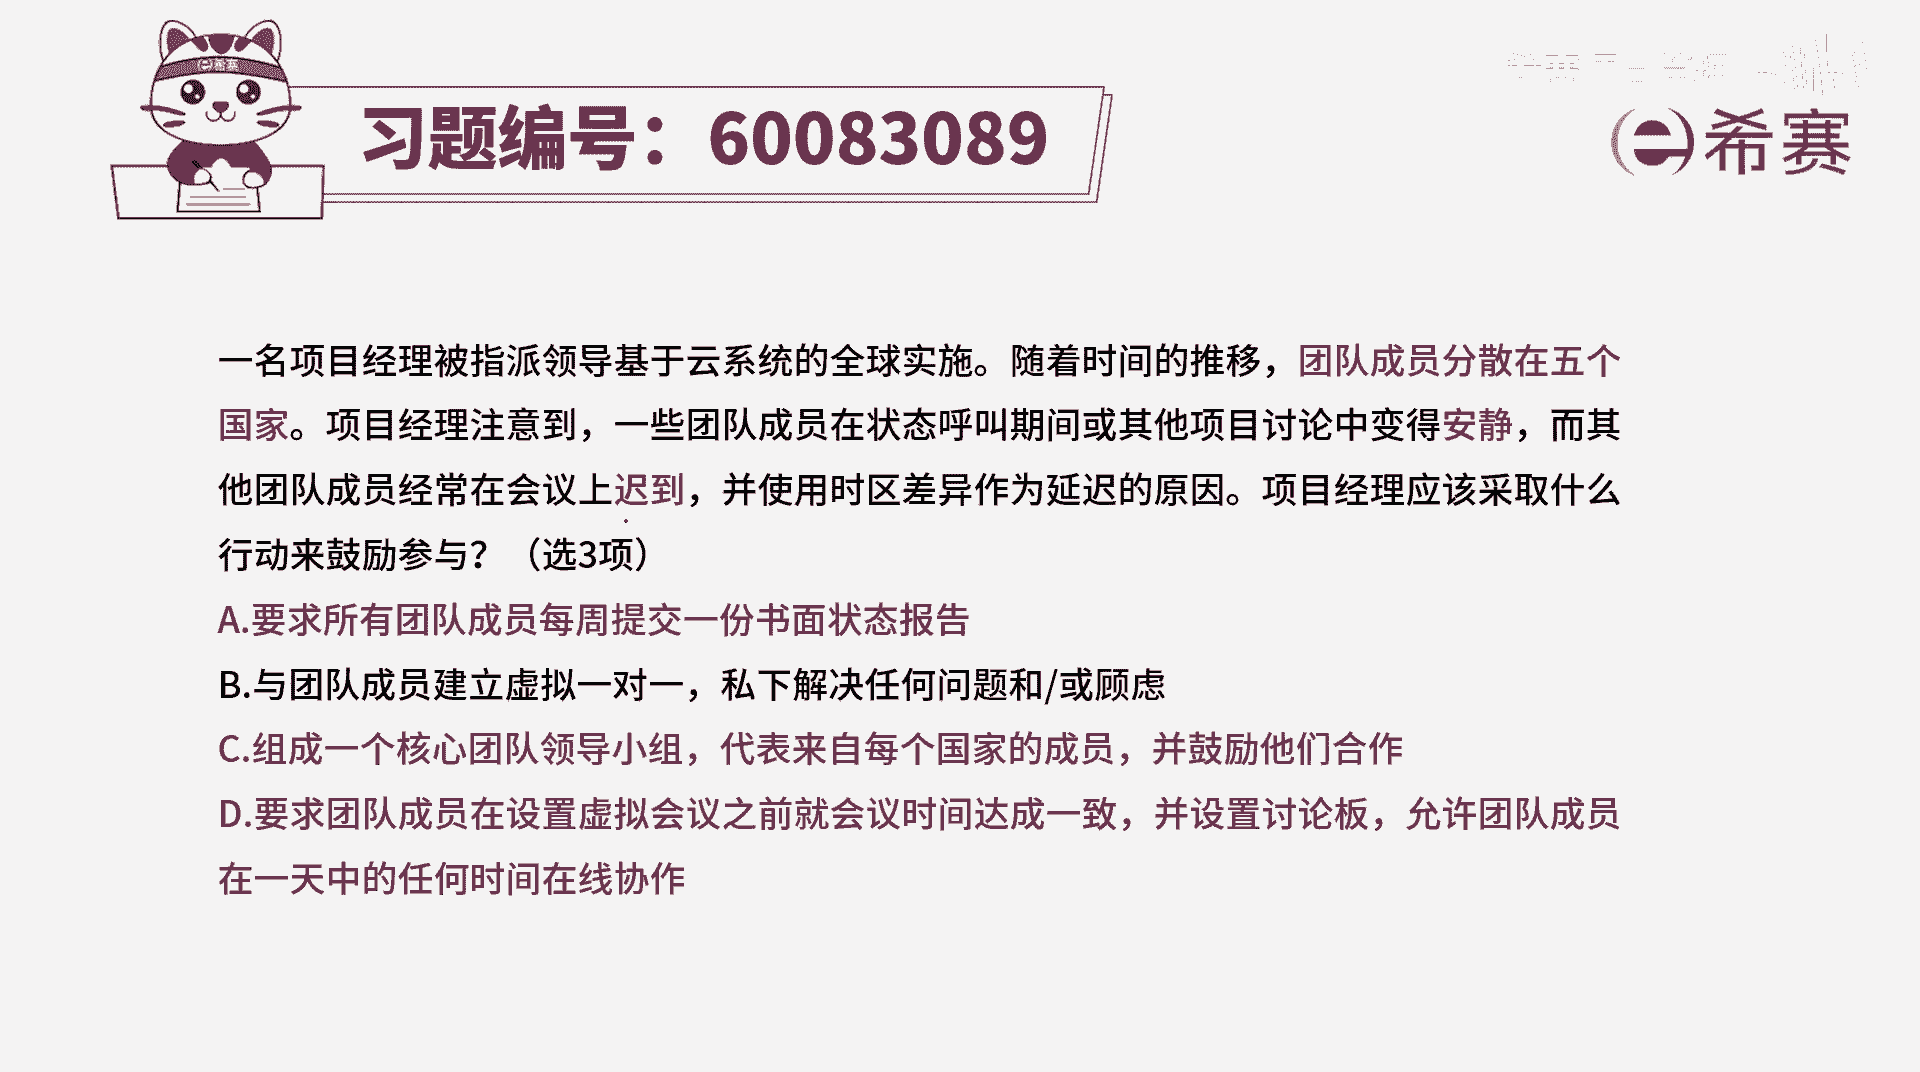 e希赛
习题编号：60083089
e希赛
一名项目经理被指派领导基于云系统的全球实施。随着时间的推移，团队成员分散在五个
国家。项目经理注意到，一些团队成员在状态呼叫期间或其他项目讨论中变得安静，而其
他团队成员经常在会议上迟到，并使用时区差异作为延迟的原因。项目经理应该采取什么
行动来鼓励参与？（选3项）
A.要求所有团队成员每周提交一份书面状态报告
B.与团队成员建立虚拟一对一，私下解决任何问题和/或顾虑
C.组成一个核心团队领导小组，代表来自每个国家的成员，并鼓励他们合作
D.要求团队成员在设置虚拟会议之前就会议时间达成一致，并设置讨论板，允许团队成员
在一天中的任何时间在线协作